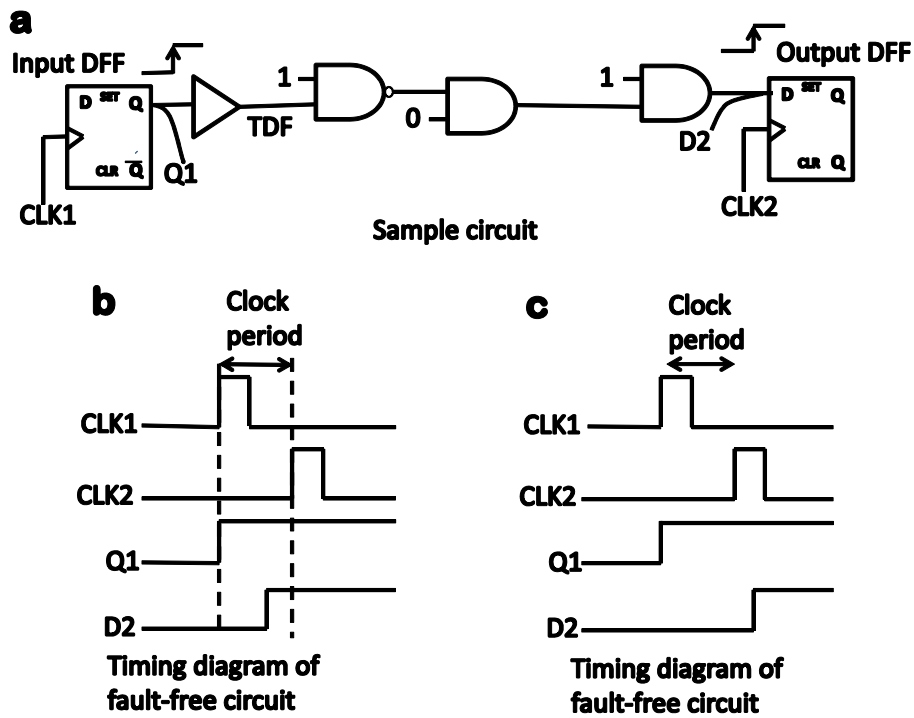 a
Input DFF
Output DFF
D SET Q
CLR Q
CLK1
Q1
TDF
1
0
1
D2
D SET Q
CLR Q
CLK2
Sample circuit
b
Clock
period
CLK1
CLK2
Q1
D2
Timing diagram of
fault-free circuit
c
Clock
period
CLK1
CLK2
Q1
D2
Timing diagram of
fault-free circuit